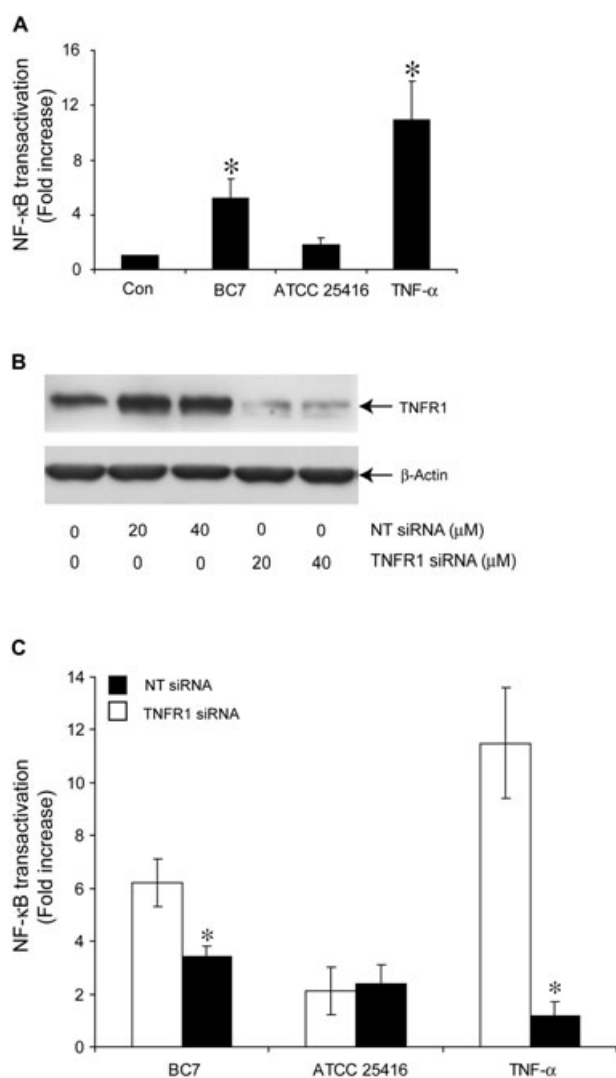 A
NF-κB transactivation
(Fold increase)
16
12
8
4
0
*
*
Con BC7 ATCC 25416 TNF-α
B
TNFR1
β-Actin
0 20 40 0 0 NT siRNA (μM)
0 0 0 20 40 TNFR1 siRNA (μM)
C
NF-κB transactivation
(Fold increase)
14
12
10
8
6
4
2
0
NT siRNA
TNFR1 siRNA
*
*
BC7 ATCC 25416 TNF-α